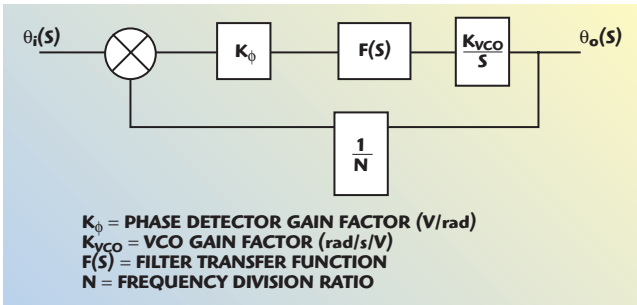 θi(S)
Kϕ
F(S)
KVCO
S
θo(S)
1
N
Kϕ = PHASE DETECTOR GAIN FACTOR (V/rad)
KVCO = VCO GAIN FACTOR (rad/s/V)
F(S) = FILTER TRANSFER FUNCTION
N = FREQUENCY DIVISION RATIO